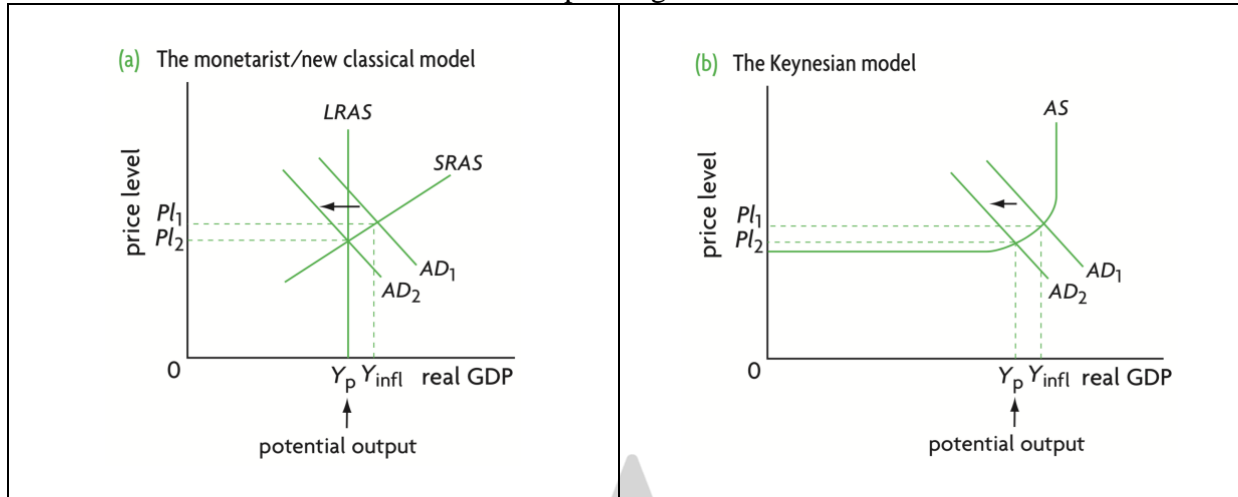 (a) The monetarist/new classical model
LRAS
SRAS
price level
Pl1
Pl2
AD1
AD2
0
Yp Yinfl real GDP
potential output
(b) The Keynesian model
AS
price level
Pl1
Pl2
AD1
AD2
0
Yp Yinfl real GDP
potential output